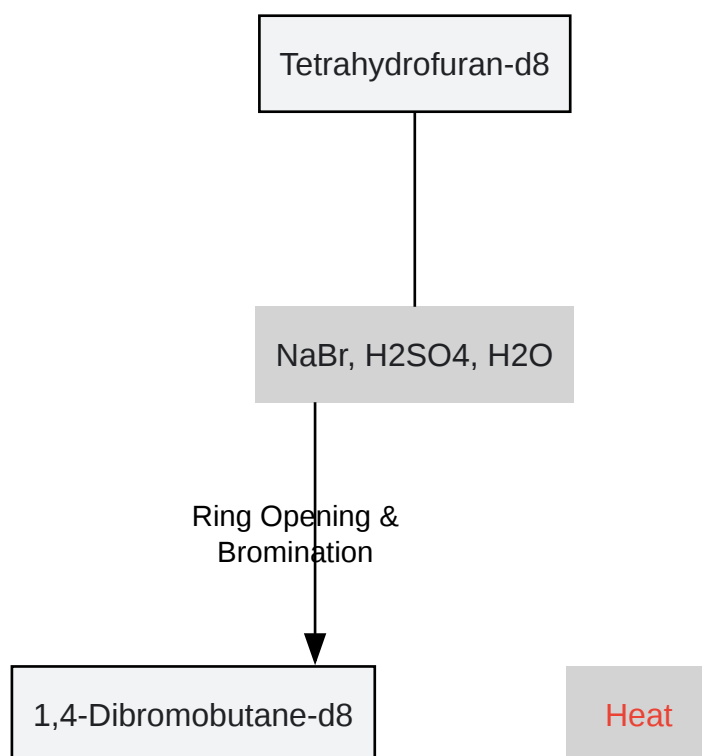 Tetrahydrofuran-d8
NaBr, H2SO4, H2O
Ring Opening &
Bromination
1,4-Dibromobutane-d8
Heat